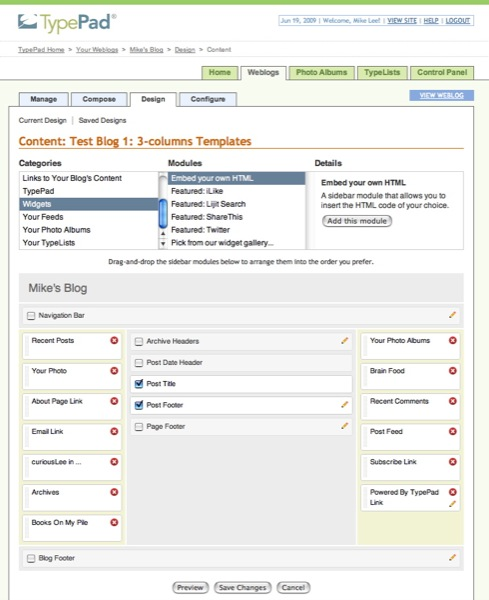 TypePad
Jun 19, 2009 | Welcome, Mike Lee! | VIEW SITE | HELP | LOGOUT
TypePad Home > Your Weblogs > Mike's Blog > Design > Content
Home Weblogs Photo Albums TypeLists Control Panel
Manage Compose Design Configure VIEW WEBLOG
Current Design | Saved Designs
Content: Test Blog 1: 3-columns Templates
Categories Modules Details
Links to Your Blog's Content
TypePad
Widgets
Your Feeds
Your Photo Albums
Your TypeLists
Embed your own HTML
Featured: iLike
Featured: Lijit Search
Featured: ShareThis
Featured: Twitter
Pick from our widget gallery...
Embed your own HTML
A sidebar module that allows you to
insert the HTML code of your choice.
Add this module
Drag-and-drop the sidebar modules below to arrange them into the order you prefer.
Mike's Blog
Navigation Bar
Recent Posts
Your Photo
About Page Link
Email Link
curiousLee in ...
Archives
Books On My Pile
Archive Headers
Post Date Header
Post Title
Post Footer
Page Footer
Your Photo Albums
Brain Food
Recent Comments
Post Feed
Subscribe Link
Powered By TypePad
Link
Blog Footer
Preview Save Changes Cancel